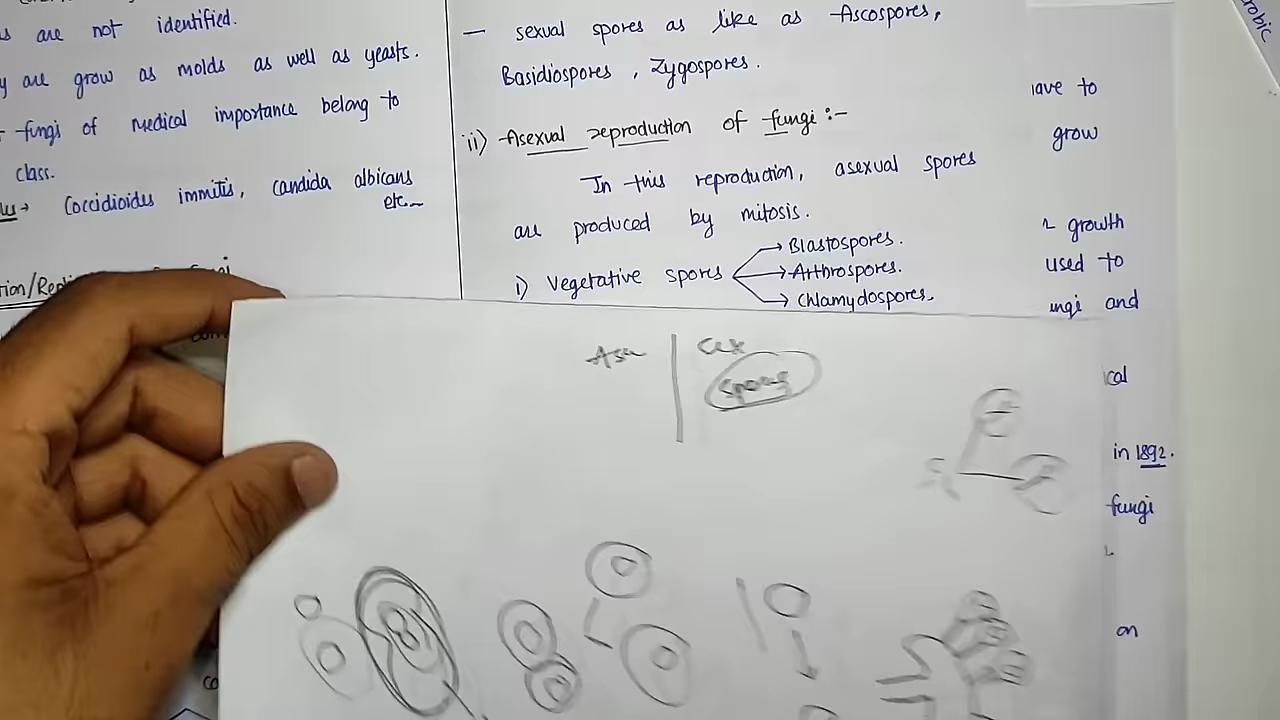 are not identified.
are grow as molds as well as yeasts.
fungi of medical importance belong to
class.
Coccidioides immitis, candida albicans
etc
— sexual spores as like as Ascospores,
Basidiospores, Zygospores.
ii) Asexual reproduction of fungi :-
In this reproduction, asexual spores
are produced by mitosis.
i) Vegetative spores → Blastospores.
→ Arthrospores.
→ Chlamydospores.
Asex
Sex
spores
to
grow
growth
used to
and
in 1892.
fungi
on